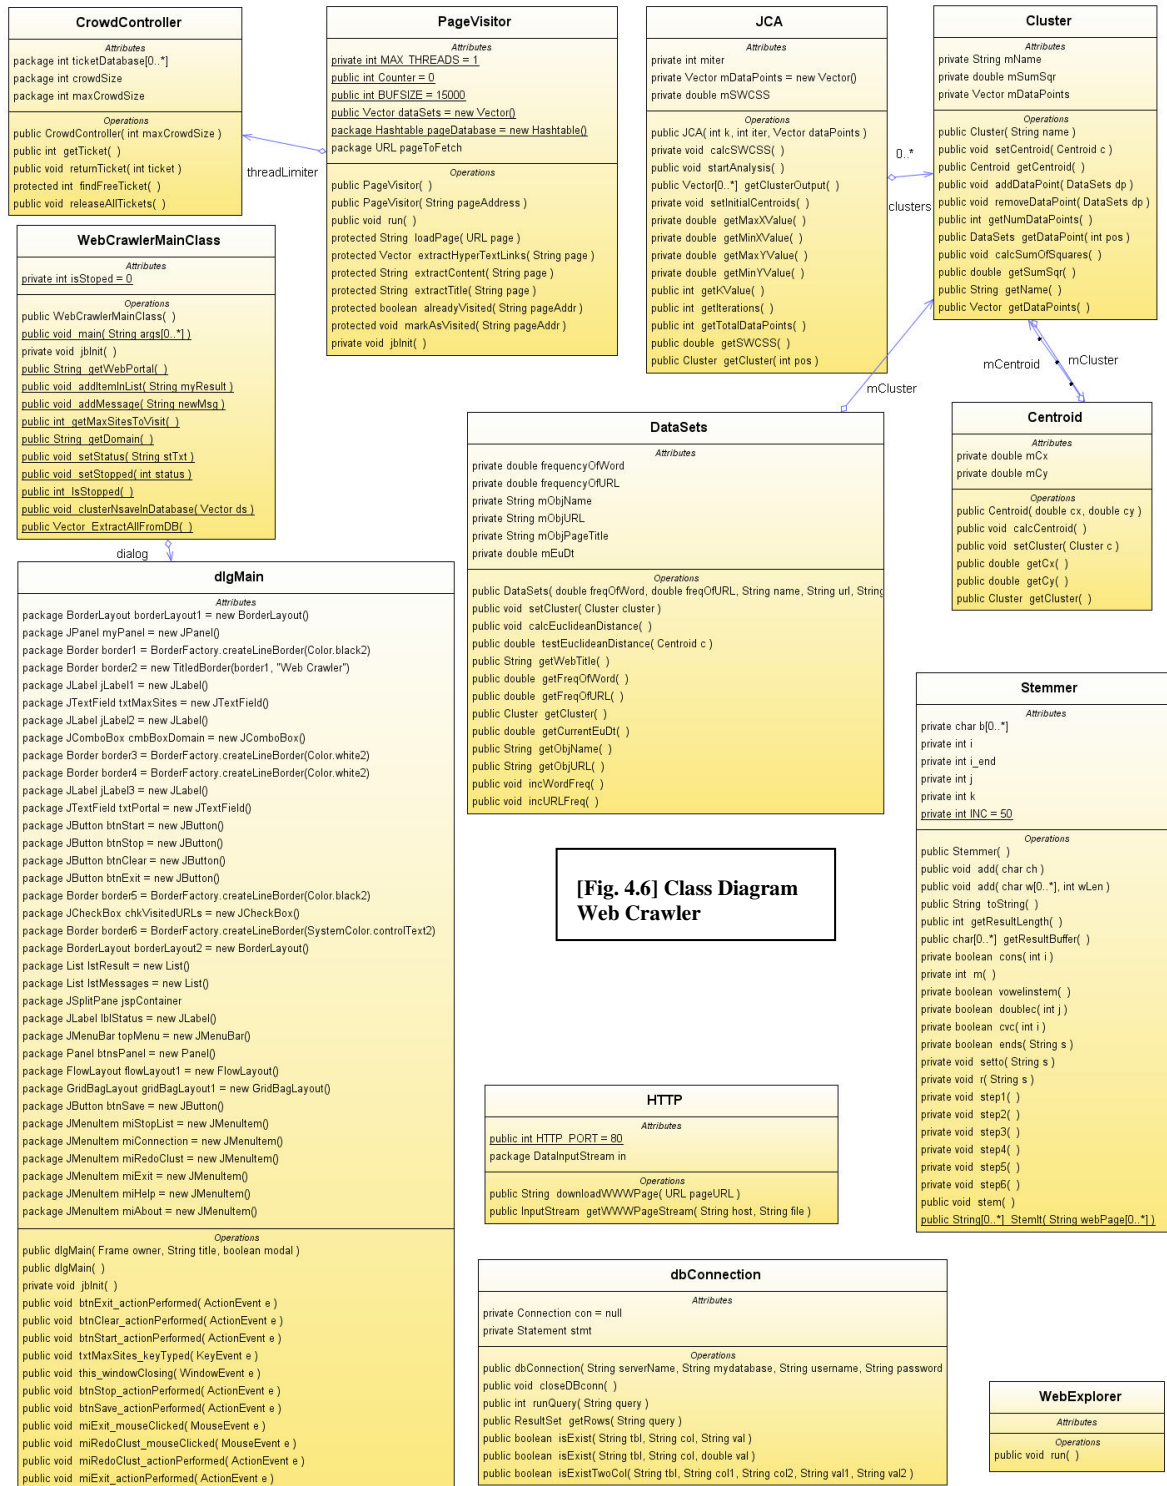 CrowdController
Attributes
package int ticketDatabase[0..*]
package int crowdSize
package int maxCrowdSize
Operations
public CrowdController( int maxCrowdSize )
public int getTicket( )
public void returnTicket( int ticket )
protected int findFreeTicket( )
public void releaseAllTickets( )
threadLimiter
PageVisitor
Attributes
private int MAX_THREADS = 1
public int Counter = 0
public int BUFSIZE = 15000
public Vector dataSets = new Vector()
package Hashtable pageDatabase = new Hashtable()
package URL pageToFetch
Operations
public PageVisitor( )
public PageVisitor( String pageAddress )
public void run( )
protected String loadPage( URL page )
protected Vector extractHyperTextLinks( String page )
protected String extractContent( String page )
protected String extractTitle( String page )
protected boolean alreadyVisited( String pageAddr )
protected void markAsVisited( String pageAddr )
private void jbInit( )
JCA
Attributes
private int miter
private Vector mDataPoints = new Vector()
private double mSWCSS
Operations
public JCA( int k, int iter, Vector dataPoints )
private void calcSWCSS( )
public void startAnalysis( )
public Vector[0..*] getClusterOutput( )
private void setInitialCentroids( )
private double getMaxXValue( )
private double getMinXValue( )
private double getMaxYValue( )
private double getMinYValue( )
public int getKValue( )
public int getIterations( )
public int getTotalDataPoints( )
public double getSWCSS( )
public Cluster getCluster( int pos )
0..*
clusters
Cluster
Attributes
private String mName
private double mSumSqr
private Vector mDataPoints
Operations
public Cluster( String name )
public void setCentroid( Centroid c )
public Centroid getCentroid( )
public void addDataPoint( DataSets dp )
public void removeDataPoint( DataSets dp )
public int getNumDataPoints( )
public DataSets getDataPoint( int pos )
public void calcSumOfSquares( )
public double getSumSqr( )
public String getName( )
public Vector getDataPoints( )
mCentroid
mCluster
mCluster
WebCrawlerMainClass
Attributes
private int isStoped = 0
Operations
public WebCrawlerMainClass( )
public void main( String args[0..*] )
private void jbInit( )
public String getWebPortal( )
public void addItemInList( String myResult )
public void addMessage( String newMsg )
public int getMaxSitesToVisit( )
public String getDomain( )
public void setStatus( String stTxt )
public void setStopped( int status )
public int IsStopped( )
public void clusterNsaveInDatabase( Vector ds )
public Vector ExtractAllFromDB( )
dialog
Centroid
Attributes
private double mCx
private double mCy
Operations
public Centroid( double cx, double cy )
public void calcCentroid( )
public void setCluster( Cluster c )
public double getCx( )
public double getCy( )
public Cluster getCluster( )
DataSets
Attributes
private double frequencyOfWord
private double frequencyOfURL
private String mObjName
private String mObjURL
private String mObjPageTitle
private double mEuDt
Operations
public DataSets( double freqOfWord, double freqOfURL, String name, String url, String
public void setCluster( Cluster cluster )
public void calcEuclideanDistance( )
public double testEuclideanDistance( Centroid c )
public String getWebTitle( )
public double getFreqOfWord( )
public double getFreqOfURL( )
public Cluster getCluster( )
public double getCurrentEuDt( )
public String getObjName( )
public String getObjURL( )
public void incWordFreq( )
public void incURLFreq( )
dlgMain
Attributes
package BorderLayout borderLayout1 = new BorderLayout()
package JPanel myPanel = new JPanel()
package Border border1 = BorderFactory.createLineBorder(Color.black2)
package Border border2 = new TitledBorder(border1, "Web Crawler")
package JLabel jLabel1 = new JLabel()
package JTextField txtMaxSites = new JTextField()
package JLabel jLabel2 = new JLabel()
package JComboBox cmbBoxDomain = new JComboBox()
package Border border3 = BorderFactory.createLineBorder(Color.white2)
package Border border4 = BorderFactory.createLineBorder(Color.white2)
package JLabel jLabel3 = new JLabel()
package JTextField txtPortal = new JTextField()
package JButton btnStart = new JButton()
package JButton btnStop = new JButton()
package JButton btnClear = new JButton()
package JButton btnExit = new JButton()
package Border border5 = BorderFactory.createLineBorder(Color.black2)
package JCheckBox chkVisitedURLs = new JCheckBox()
package Border border6 = BorderFactory.createLineBorder(SystemColor.controlText2)
package BorderLayout borderLayout2 = new BorderLayout()
package List lstResult = new List()
package List lstMessages = new List()
package JSplitPane jspContainer
package JLabel lblStatus = new JLabel()
package JMenuBar topMenu = new JMenuBar()
package Panel btnsPanel = new Panel()
package FlowLayout flowLayout1 = new FlowLayout()
package GridBagLayout gridBagLayout1 = new GridBagLayout()
package JButton btnSave = new JButton()
package JMenuItem miStopList = new JMenuItem()
package JMenuItem miConnection = new JMenuItem()
package JMenuItem miRedoClust = new JMenuItem()
package JMenuItem miExit = new JMenuItem()
package JMenuItem miHelp = new JMenuItem()
package JMenuItem miAbout = new JMenuItem()
Operations
public dlgMain( Frame owner, String title, boolean modal )
public dlgMain( )
private void jbInit( )
public void btnExit_actionPerformed( ActionEvent e )
public void btnClear_actionPerformed( ActionEvent e )
public void btnStart_actionPerformed( ActionEvent e )
public void txtMaxSites_keyTyped( KeyEvent e )
public void this_windowClosing( WindowEvent e )
public void btnStop_actionPerformed( ActionEvent e )
public void btnSave_actionPerformed( ActionEvent e )
public void miExit_mouseClicked( MouseEvent e )
public void miRedoClust_mouseClicked( MouseEvent e )
public void miRedoClust_actionPerformed( ActionEvent e )
public void miExit_actionPerformed( ActionEvent e )
[Fig. 4.6] Class Diagram
Web Crawler
Stemmer
Attributes
private char b[0..*]
private int i
private int i_end
private int j
private int k
private int INC = 50
Operations
public Stemmer( )
public void add( char ch )
public void add( char w[0..*], int wLen )
public String toString( )
public int getResultLength( )
public char[0..*] getResultBuffer( )
private boolean cons( int i )
private int m( )
private boolean vowelinstem( )
private boolean doublec( int j )
private boolean cvc( int i )
private boolean ends( String s )
private void setto( String s )
private void r( String s )
private void step1( )
private void step2( )
private void step3( )
private void step4( )
private void step5( )
private void step6( )
public void stem( )
public String[0..*] StemIt( String webPage[0..*] )
HTTP
Attributes
public int HTTP_PORT = 80
package DataInputStream in
Operations
public String downloadWWWPage( URL pageURL )
public InputStream getWWWPageStream( String host, String file )
dbConnection
Attributes
private Connection con = null
private Statement stmt
Operations
public dbConnection( String serverName, String mydatabase, String username, String password
public void closeDBconn( )
public int runQuery( String query )
public ResultSet getRows( String query )
public boolean isExist( String tbl, String col, String val )
public boolean isExist( String tbl, String col, double val )
public boolean isExistTwoCol( String tbl, String col1, String col2, String val1, String val2 )
WebExplorer
Attributes
Operations
public void run( )